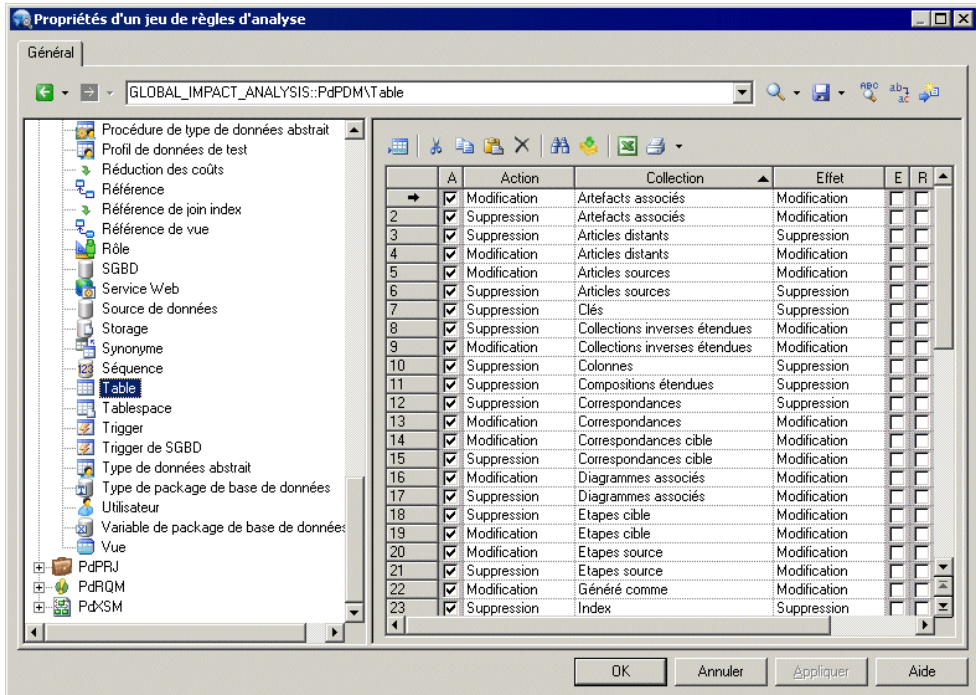 Propriétés d'un jeu de règles d'analyse
Général
GLOBAL_IMPACT_ANALYSIS::PdPDM\Table
Procédure de type de données abstrait
Profil de données de test
Réduction des coûts
Référence
Référence de join index
Référence de vue
Rôle
SGBD
Service Web
Source de données
Storage
Synonyme
Séquence
Table
Tablespace
Trigger
Trigger de SGBD
Type de données abstrait
Type de package de base de données
Utilisateur
Variable de package de base de données
Vue
PdPRJ
PdRQM
PdXSM
A Action Collection Effet E R
Modification Artefacts associés Modification
2 Suppression Artefacts associés Modification
3 Suppression Articles distants Suppression
4 Modification Articles distants Modification
5 Modification Articles sources Modification
6 Suppression Articles sources Suppression
7 Suppression Clés Suppression
8 Suppression Collections inverses étendues Modification
9 Modification Collections inverses étendues Modification
10 Suppression Colonnes Suppression
11 Suppression Compositions étendues Suppression
12 Suppression Correspondances Suppression
13 Modification Correspondances Modification
14 Modification Correspondances cible Modification
15 Suppression Correspondances cible Modification
16 Modification Diagrammes associés Modification
17 Suppression Diagrammes associés Modification
18 Suppression Etapes cible Modification
19 Modification Etapes cible Modification
20 Modification Etapes source Modification
21 Suppression Etapes source Modification
22 Modification Généré comme Modification
23 Suppression Index Suppression
OK Annuler Appliquer Aide